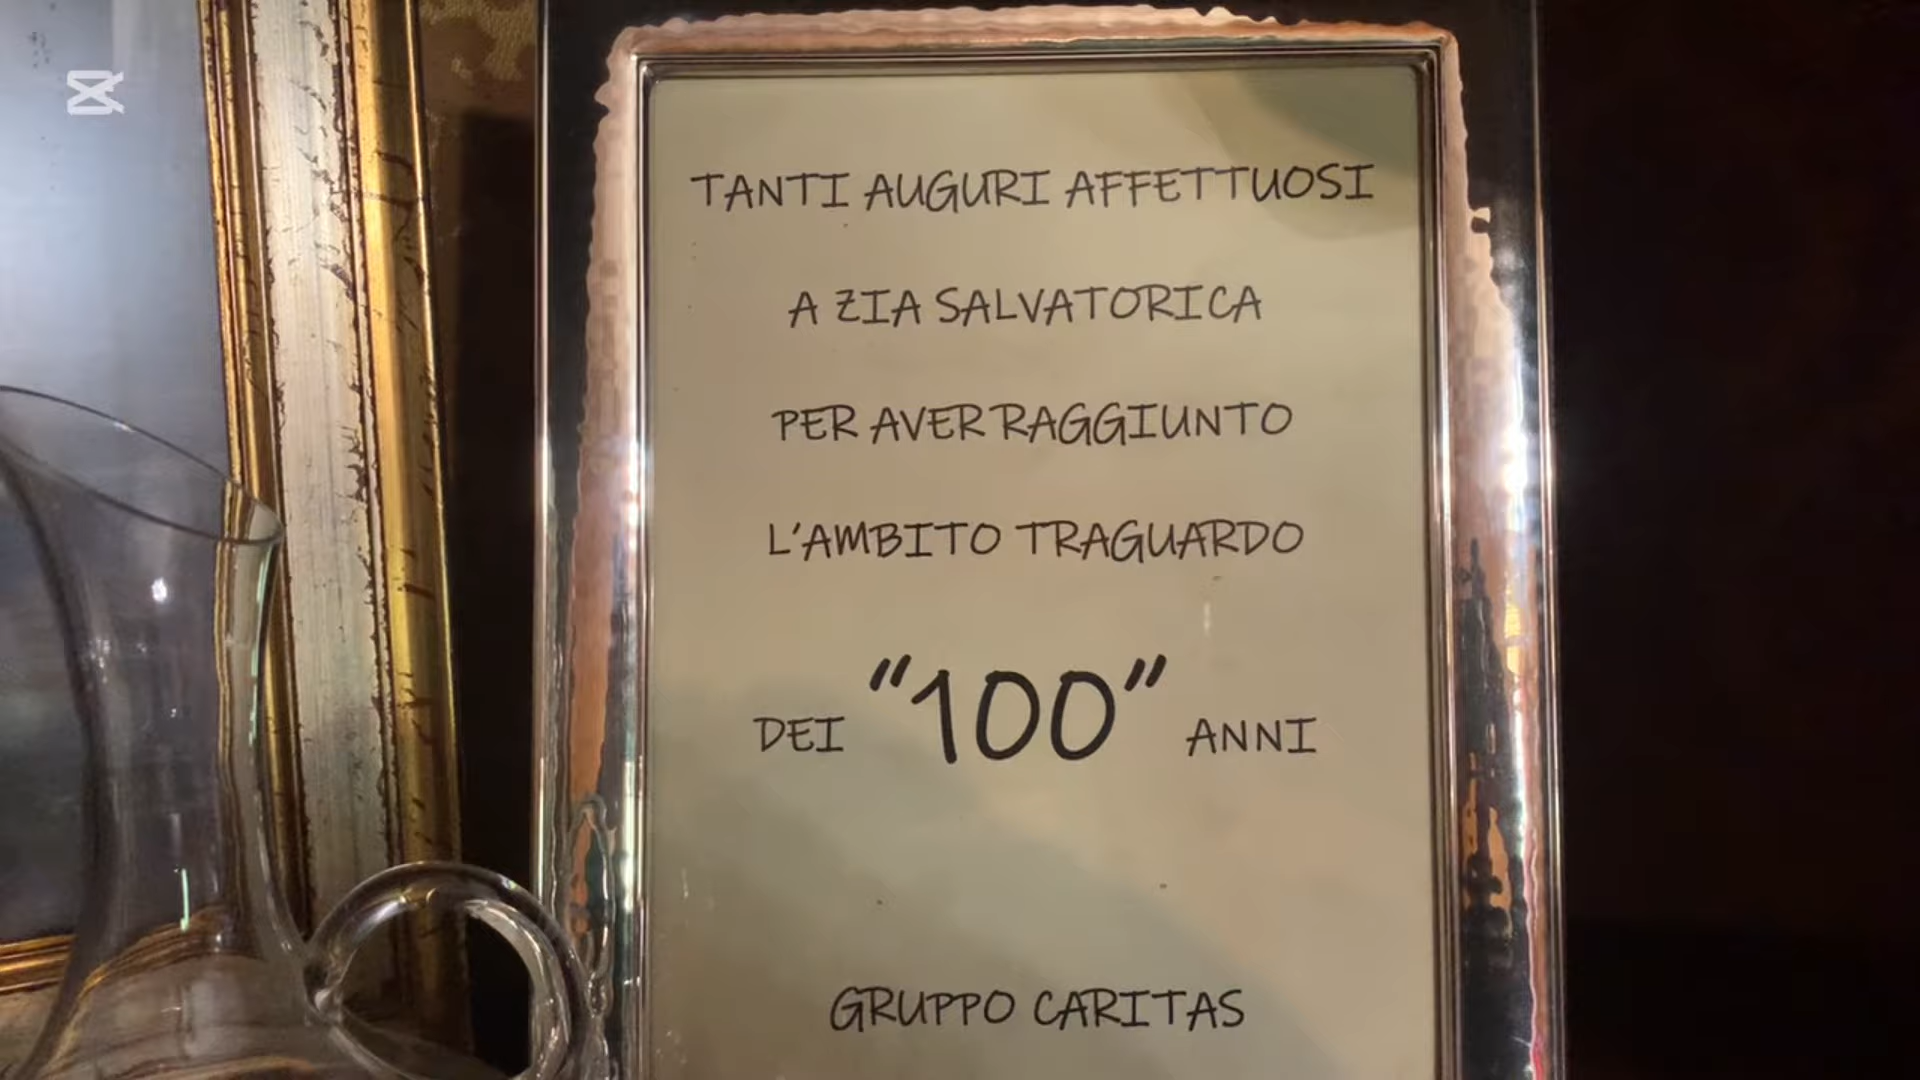 TANTI AUGURI AFFETTUOSI
A ZIA SALVATORICA
PER AVER RAGGIUNTO
L'AMBITO TRAGUARDO
DEI "100" ANNI
GRUPPO CARITAS